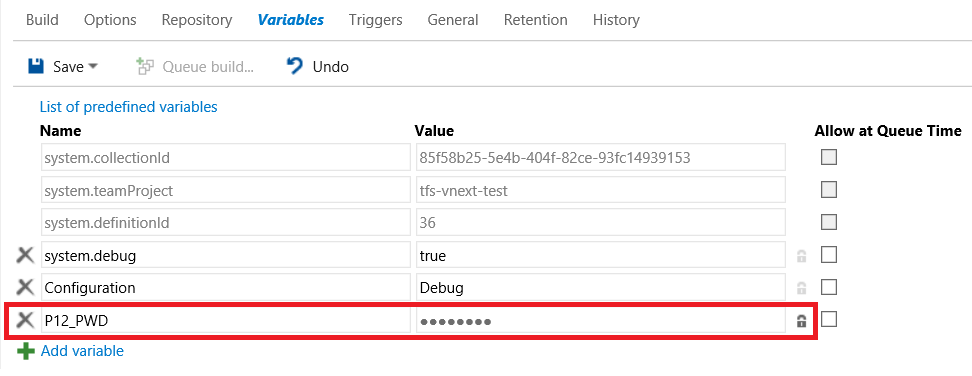 Build Options Repository Variables Triggers General Retention History
Save Queue build... Undo
List of predefined variables
Name Value Allow at Queue Time
system.collectionId 85f58b25-5e4b-404f-82ce-93fc14939153
system.teamProject tfs-vnext-test
system.definitionId 36
system.debug true
Configuration Debug
P12_PWD ●●●●●●●●
Add variable